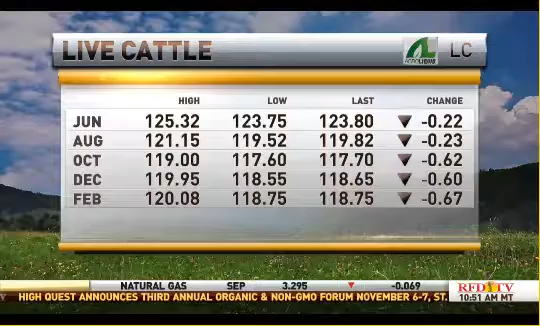 LIVE CATTLE AGROLIONS LC
HIGH LOW LAST CHANGE
JUN 125.32 123.75 123.80 ▼ -0.22
AUG 121.15 119.52 119.82 ▼ -0.23
OCT 119.00 117.60 117.70 ▼ -0.62
DEC 119.95 118.55 118.65 ▼ -0.60
FEB 120.08 118.75 118.75 ▼ -0.67
NATURAL GAS SEP 3.295 ▼ -0.069
RFD TV
HIGH QUEST ANNOUNCES THIRD ANNUAL ORGANIC & NON-GMO FORUM NOVEMBER 6-7, ST.
10:51 AM MT